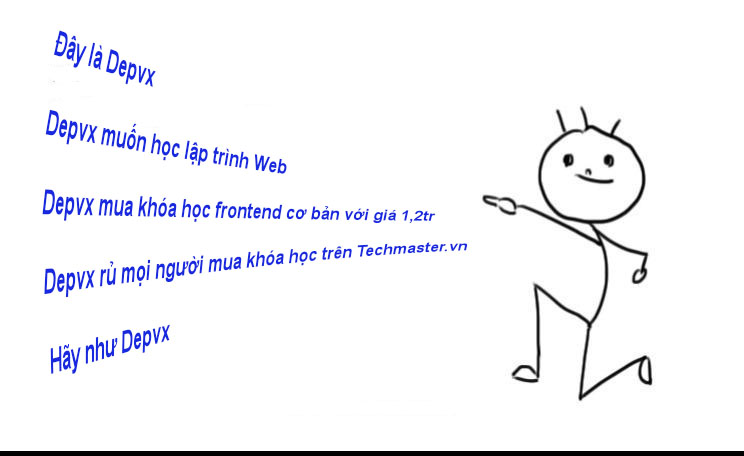 Đây là Depvx
Depvx muốn học lập trình Web
Depvx mua khóa học frontend cơ bản với giá 1,2tr
Depvx rủ mọi người mua khóa học trên Techmaster.vn
Hãy như Depvx